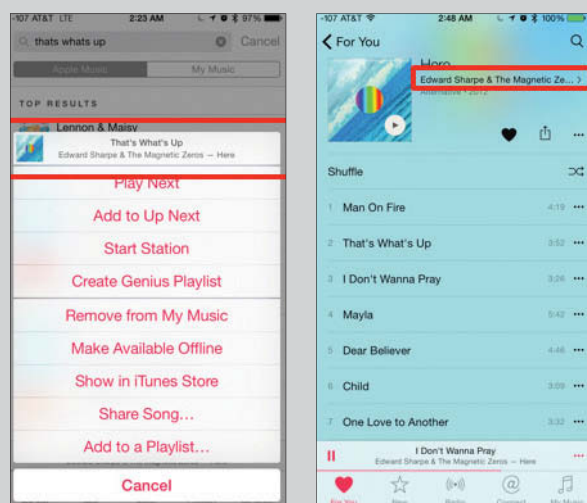 -107 AT&T LTE 2:23 AM 97%
thats whats up Cancel
Apple Music My Music
TOP RESULTS
Lennon & Maisy
That's What's Up
Edward Sharpe & The Magnetic Zeros — Here
Play Next
Add to Up Next
Start Station
Create Genius Playlist
Remove from My Music
Make Available Offline
Show in iTunes Store
Share Song...
Add to a Playlist...
Cancel
-107 AT&T 2:48 AM 100%
For You
Edward Sharpe & The Magnetic Ze...
Alternative • 2012
Shuffle
1 Man On Fire 4:19
2 That's What's Up 3:52
3 I Don't Wanna Pray 3:26
4 Mayla 5:42
5 Dear Believer 4:46
6 Child 3:09
7 One Love to Another 3:32
I Don't Wanna Pray
Edward Sharpe & The Magnetic Zeros — Here
For You New Radio Connect My Music